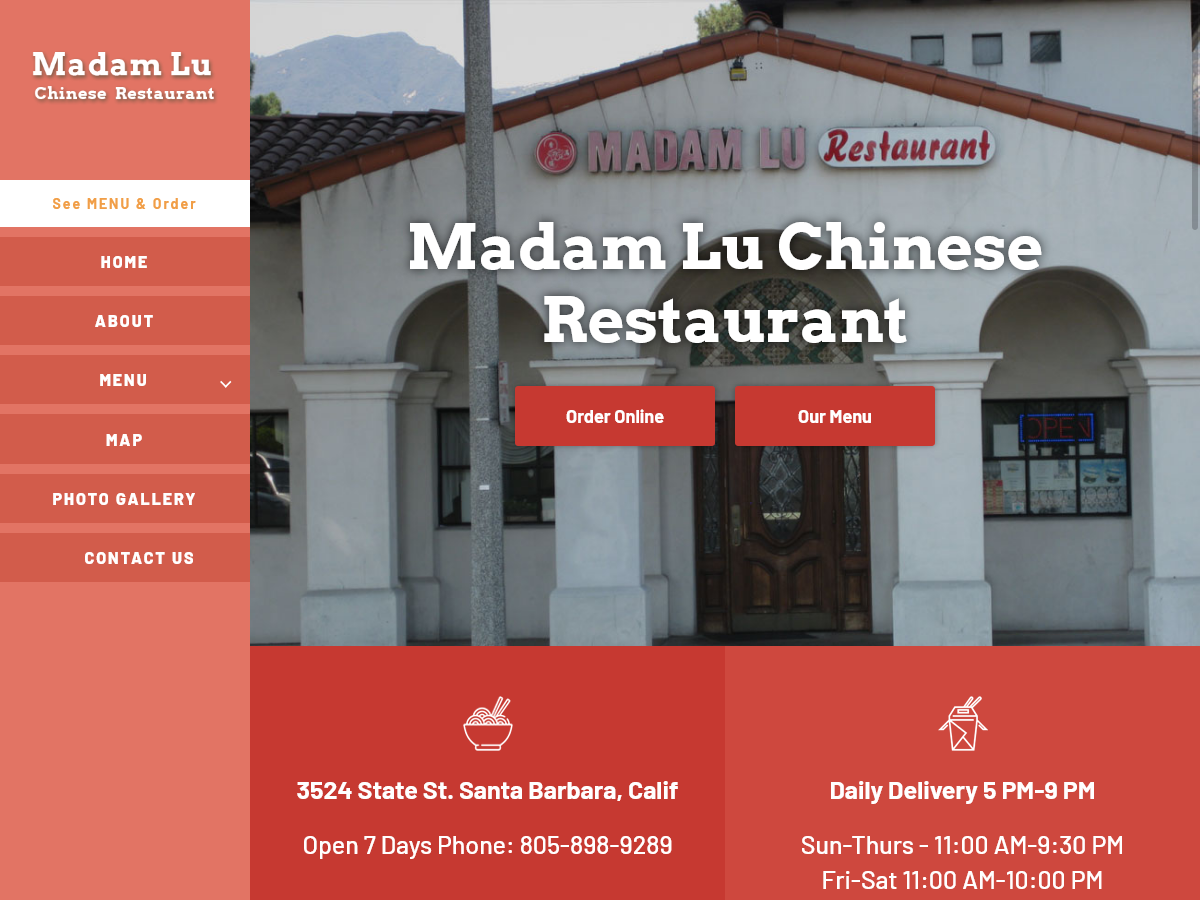 Madam Lu
Chinese Restaurant
See MENU & Order
HOME
ABOUT
MENU
MAP
PHOTO GALLERY
CONTACT US
MADAM LU Restaurant
Madam Lu Chinese
Restaurant
Order Online
Our Menu
OPEN
3524 State St. Santa Barbara, Calif
Open 7 Days Phone: 805-898-9289
Daily Delivery 5 PM-9 PM
Sun-Thurs - 11:00 AM-9:30 PM
Fri-Sat 11:00 AM-10:00 PM